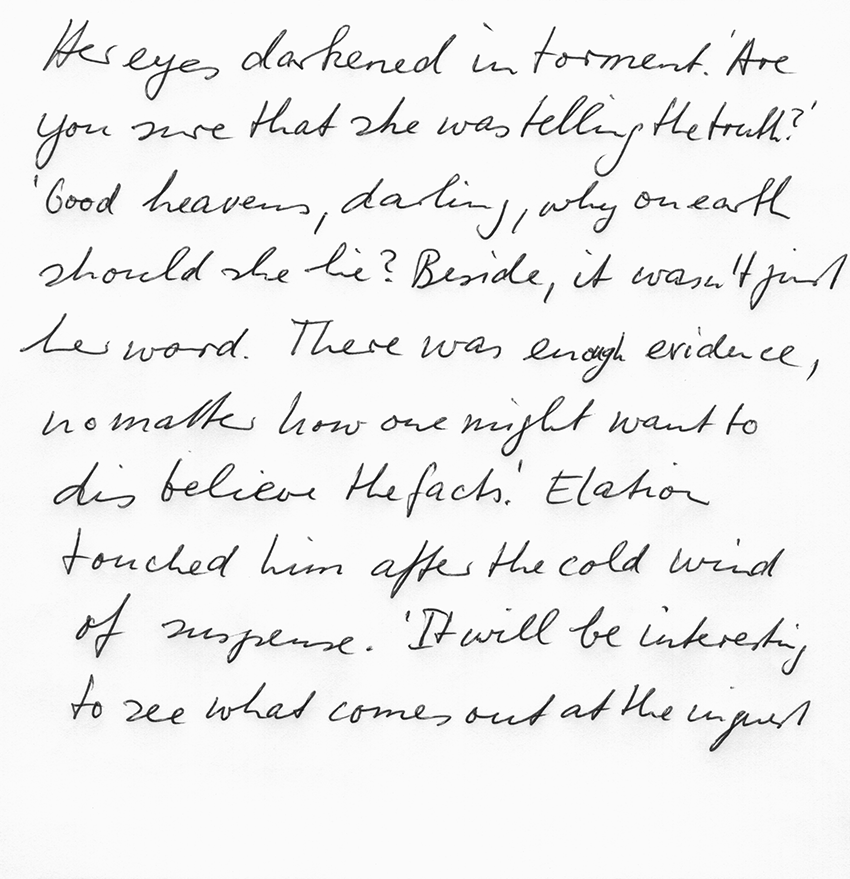 Her eyes darkened in torment. 'Are
you sure that she was telling the truth?'
'Good heavens, darling, why on earth
should she lie? Beside, it wasn't just
her word. There was enough evidence,
no matter how one might want to
dis believe the facts.' Elation
touched him after the cold wind
of suspense. 'It will be interesting
to see what comes out at the inquest